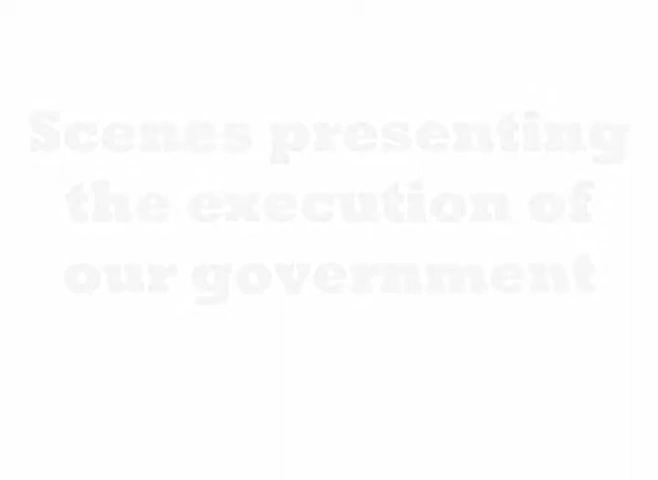 Scenes presenting
the execution of
our government